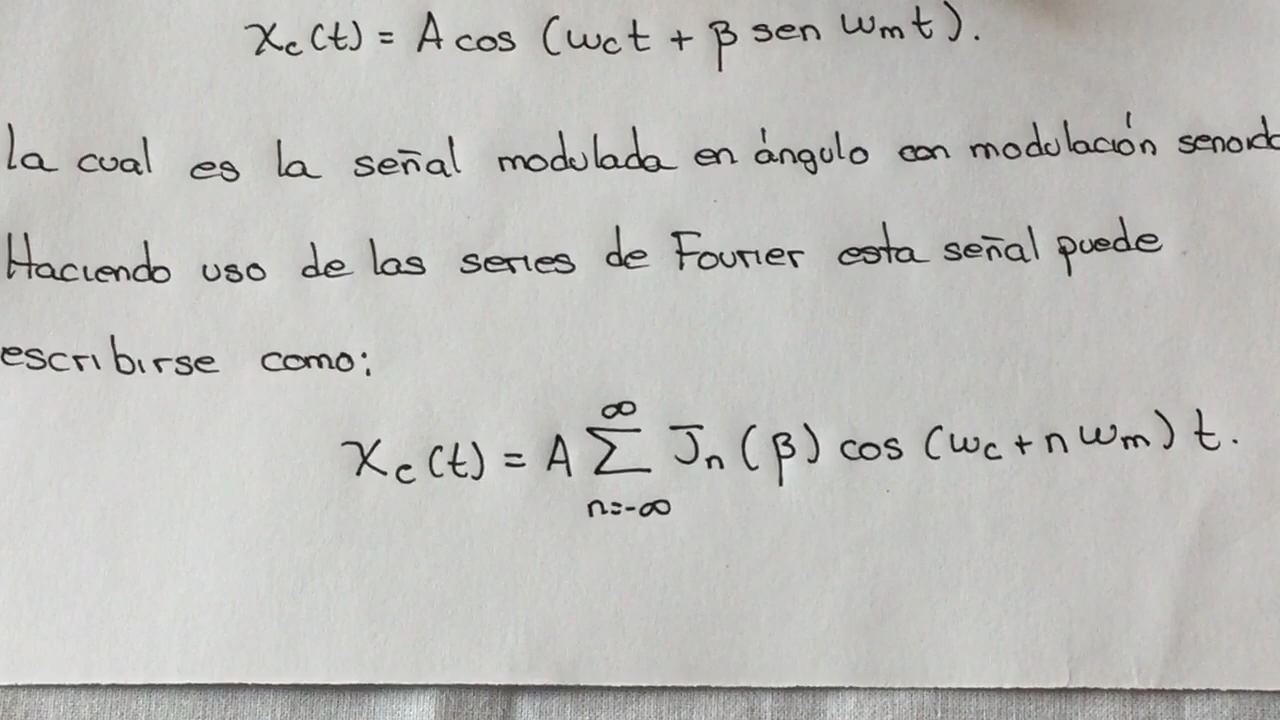 x_c(t) = A cos (ω_c t + β sen ω_m t).
la cual es la señal modulada en ángulo con modulación
Haciendo uso de las series de Fourier esta señal puede
escribirse como:
x_c(t) = A ∑_{n=-∞}^{∞} J_n(β) cos (ω_c + n ω_m) t.